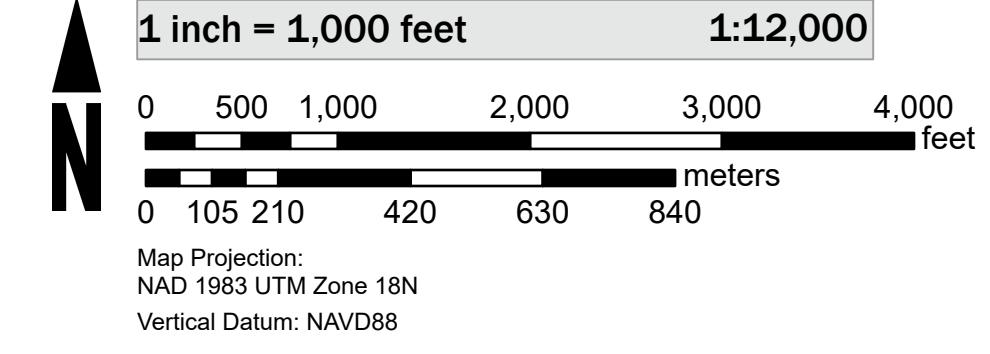 1 inch = 1,000 feet 1:12,000
0 500 1,000 2,000 3,000 4,000
feet
meters
0 105 210 420 630 840
N
Map Projection:
NAD 1983 UTM Zone 18N
Vertical Datum: NAVD88